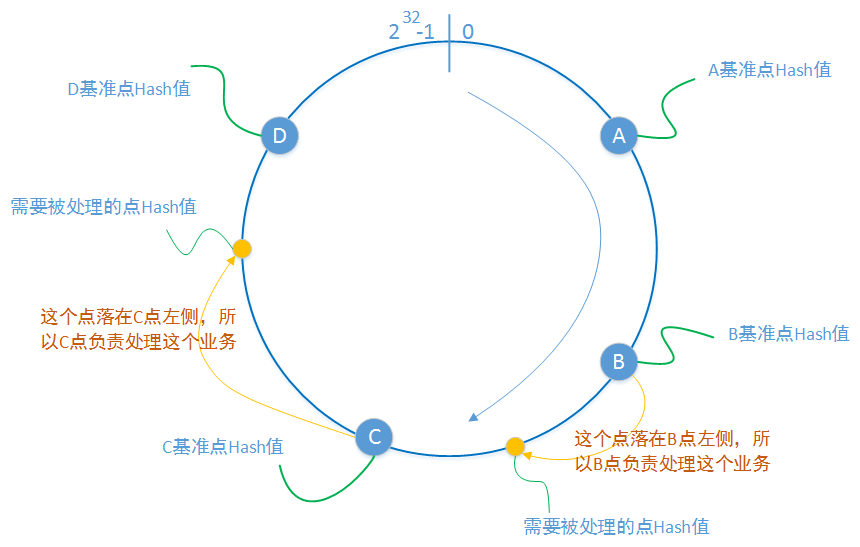 2^32-1 0
A基准点Hash值
D基准点Hash值
D
A
需要被处理的点Hash值
这个点落在C点左侧，所
以C点负责处理这个业务
B基准点Hash值
B
C
C基准点Hash值
这个点落在B点左侧，所
以B点负责处理这个业务
需要被处理的点Hash值